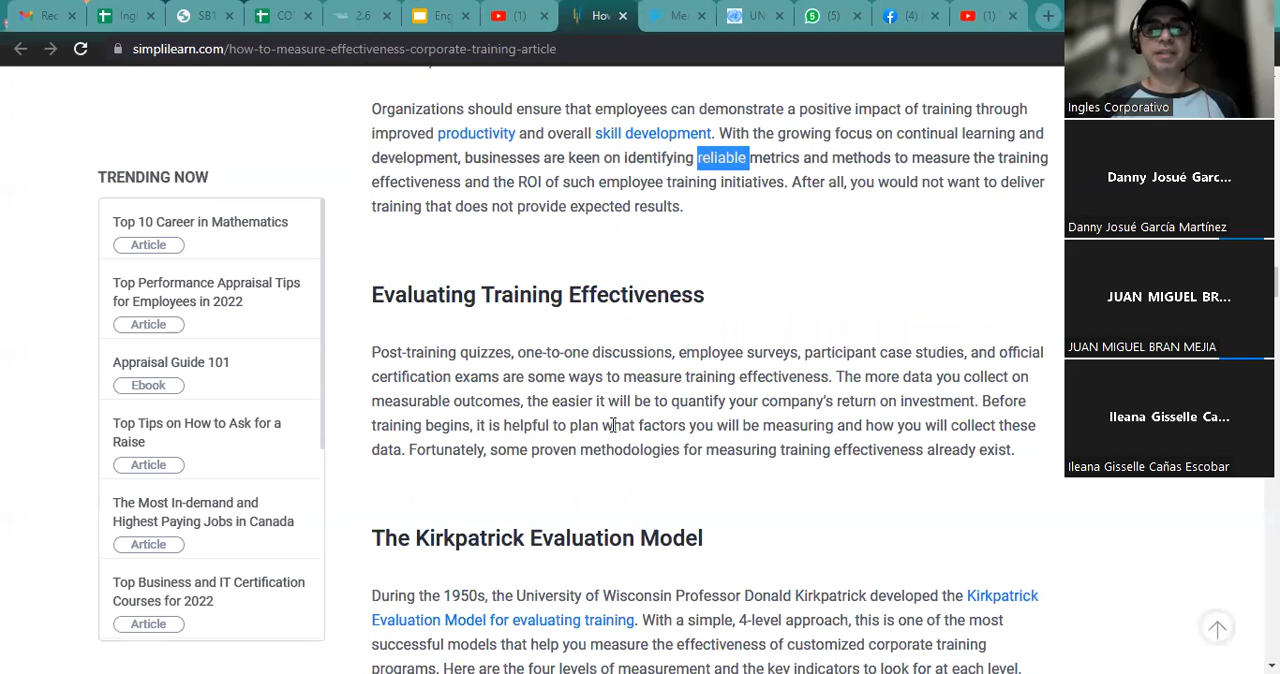 Rec
Ingl
SB1
CO
2.6
Eng
(1)
Hov
Me
UN
(5)
(4)
(1)
simplilearn.com/how-to-measure-effectiveness-corporate-training-article
Organizations should ensure that employees can demonstrate a positive impact of training through
improved productivity and overall skill development. With the growing focus on continual learning and
development, businesses are keen on identifying reliable metrics and methods to measure the training
effectiveness and the ROI of such employee training initiatives. After all, you would not want to deliver
training that does not provide expected results.
TRENDING NOW
Top 10 Career in Mathematics
Article
Top Performance Appraisal Tips
for Employees in 2022
Article
Appraisal Guide 101
Ebook
Top Tips on How to Ask for a
Raise
Article
The Most In-demand and
Highest Paying Jobs in Canada
Article
Top Business and IT Certification
Courses for 2022
Article
Evaluating Training Effectiveness
Post-training quizzes, one-to-one discussions, employee surveys, participant case studies, and official
certification exams are some ways to measure training effectiveness. The more data you collect on
measurable outcomes, the easier it will be to quantify your company's return on investment. Before
training begins, it is helpful to plan what factors you will be measuring and how you will collect these
data. Fortunately, some proven methodologies for measuring training effectiveness already exist.
The Kirkpatrick Evaluation Model
During the 1950s, the University of Wisconsin Professor Donald Kirkpatrick developed the Kirkpatrick
Evaluation Model for evaluating training. With a simple, 4-level approach, this is one of the most
successful models that help you measure the effectiveness of customized corporate training
programs. Here are the four levels of measurement and the key indicators to look for at each level.
Ingles Corporativo
Danny Josué Garc...
Danny Josué García Martínez
JUAN MIGUEL BR...
JUAN MIGUEL BRAN MEJIA
Ileana Gisselle Ca...
Ileana Gisselle Cañas Escobar